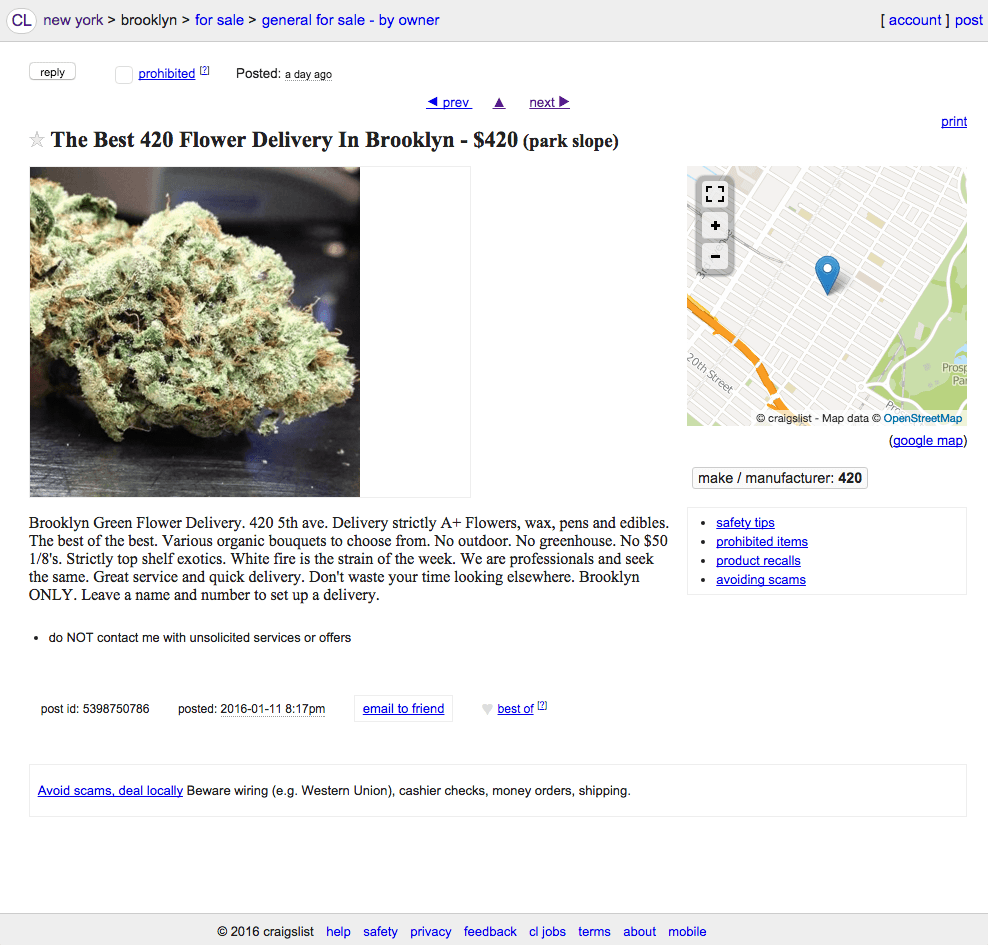 CL new york > brooklyn > for sale > general for sale - by owner [ account ] post
reply prohibited [?] Posted: a day ago
◀ prev ▲ next ▶
print
☆ The Best 420 Flower Delivery In Brooklyn - $420 (park slope)
+
−
20th Street
Prosp
Pa
© craigslist - Map data © OpenStreetMap
(google map)
make / manufacturer: 420
• safety tips
• prohibited items
• product recalls
• avoiding scams
Brooklyn Green Flower Delivery. 420 5th ave. Delivery strictly A+ Flowers, wax, pens and edibles.
The best of the best. Various organic bouquets to choose from. No outdoor. No greenhouse. No $50
1/8's. Strictly top shelf exotics. White fire is the strain of the week. We are professionals and seek
the same. Great service and quick delivery. Don't waste your time looking elsewhere. Brooklyn
ONLY. Leave a name and number to set up a delivery.
• do NOT contact me with unsolicited services or offers
post id: 5398750786 posted: 2016-01-11 8:17pm email to friend ♥ best of [?]
Avoid scams, deal locally Beware wiring (e.g. Western Union), cashier checks, money orders, shipping.
© 2016 craigslist help safety privacy feedback cl jobs terms about mobile